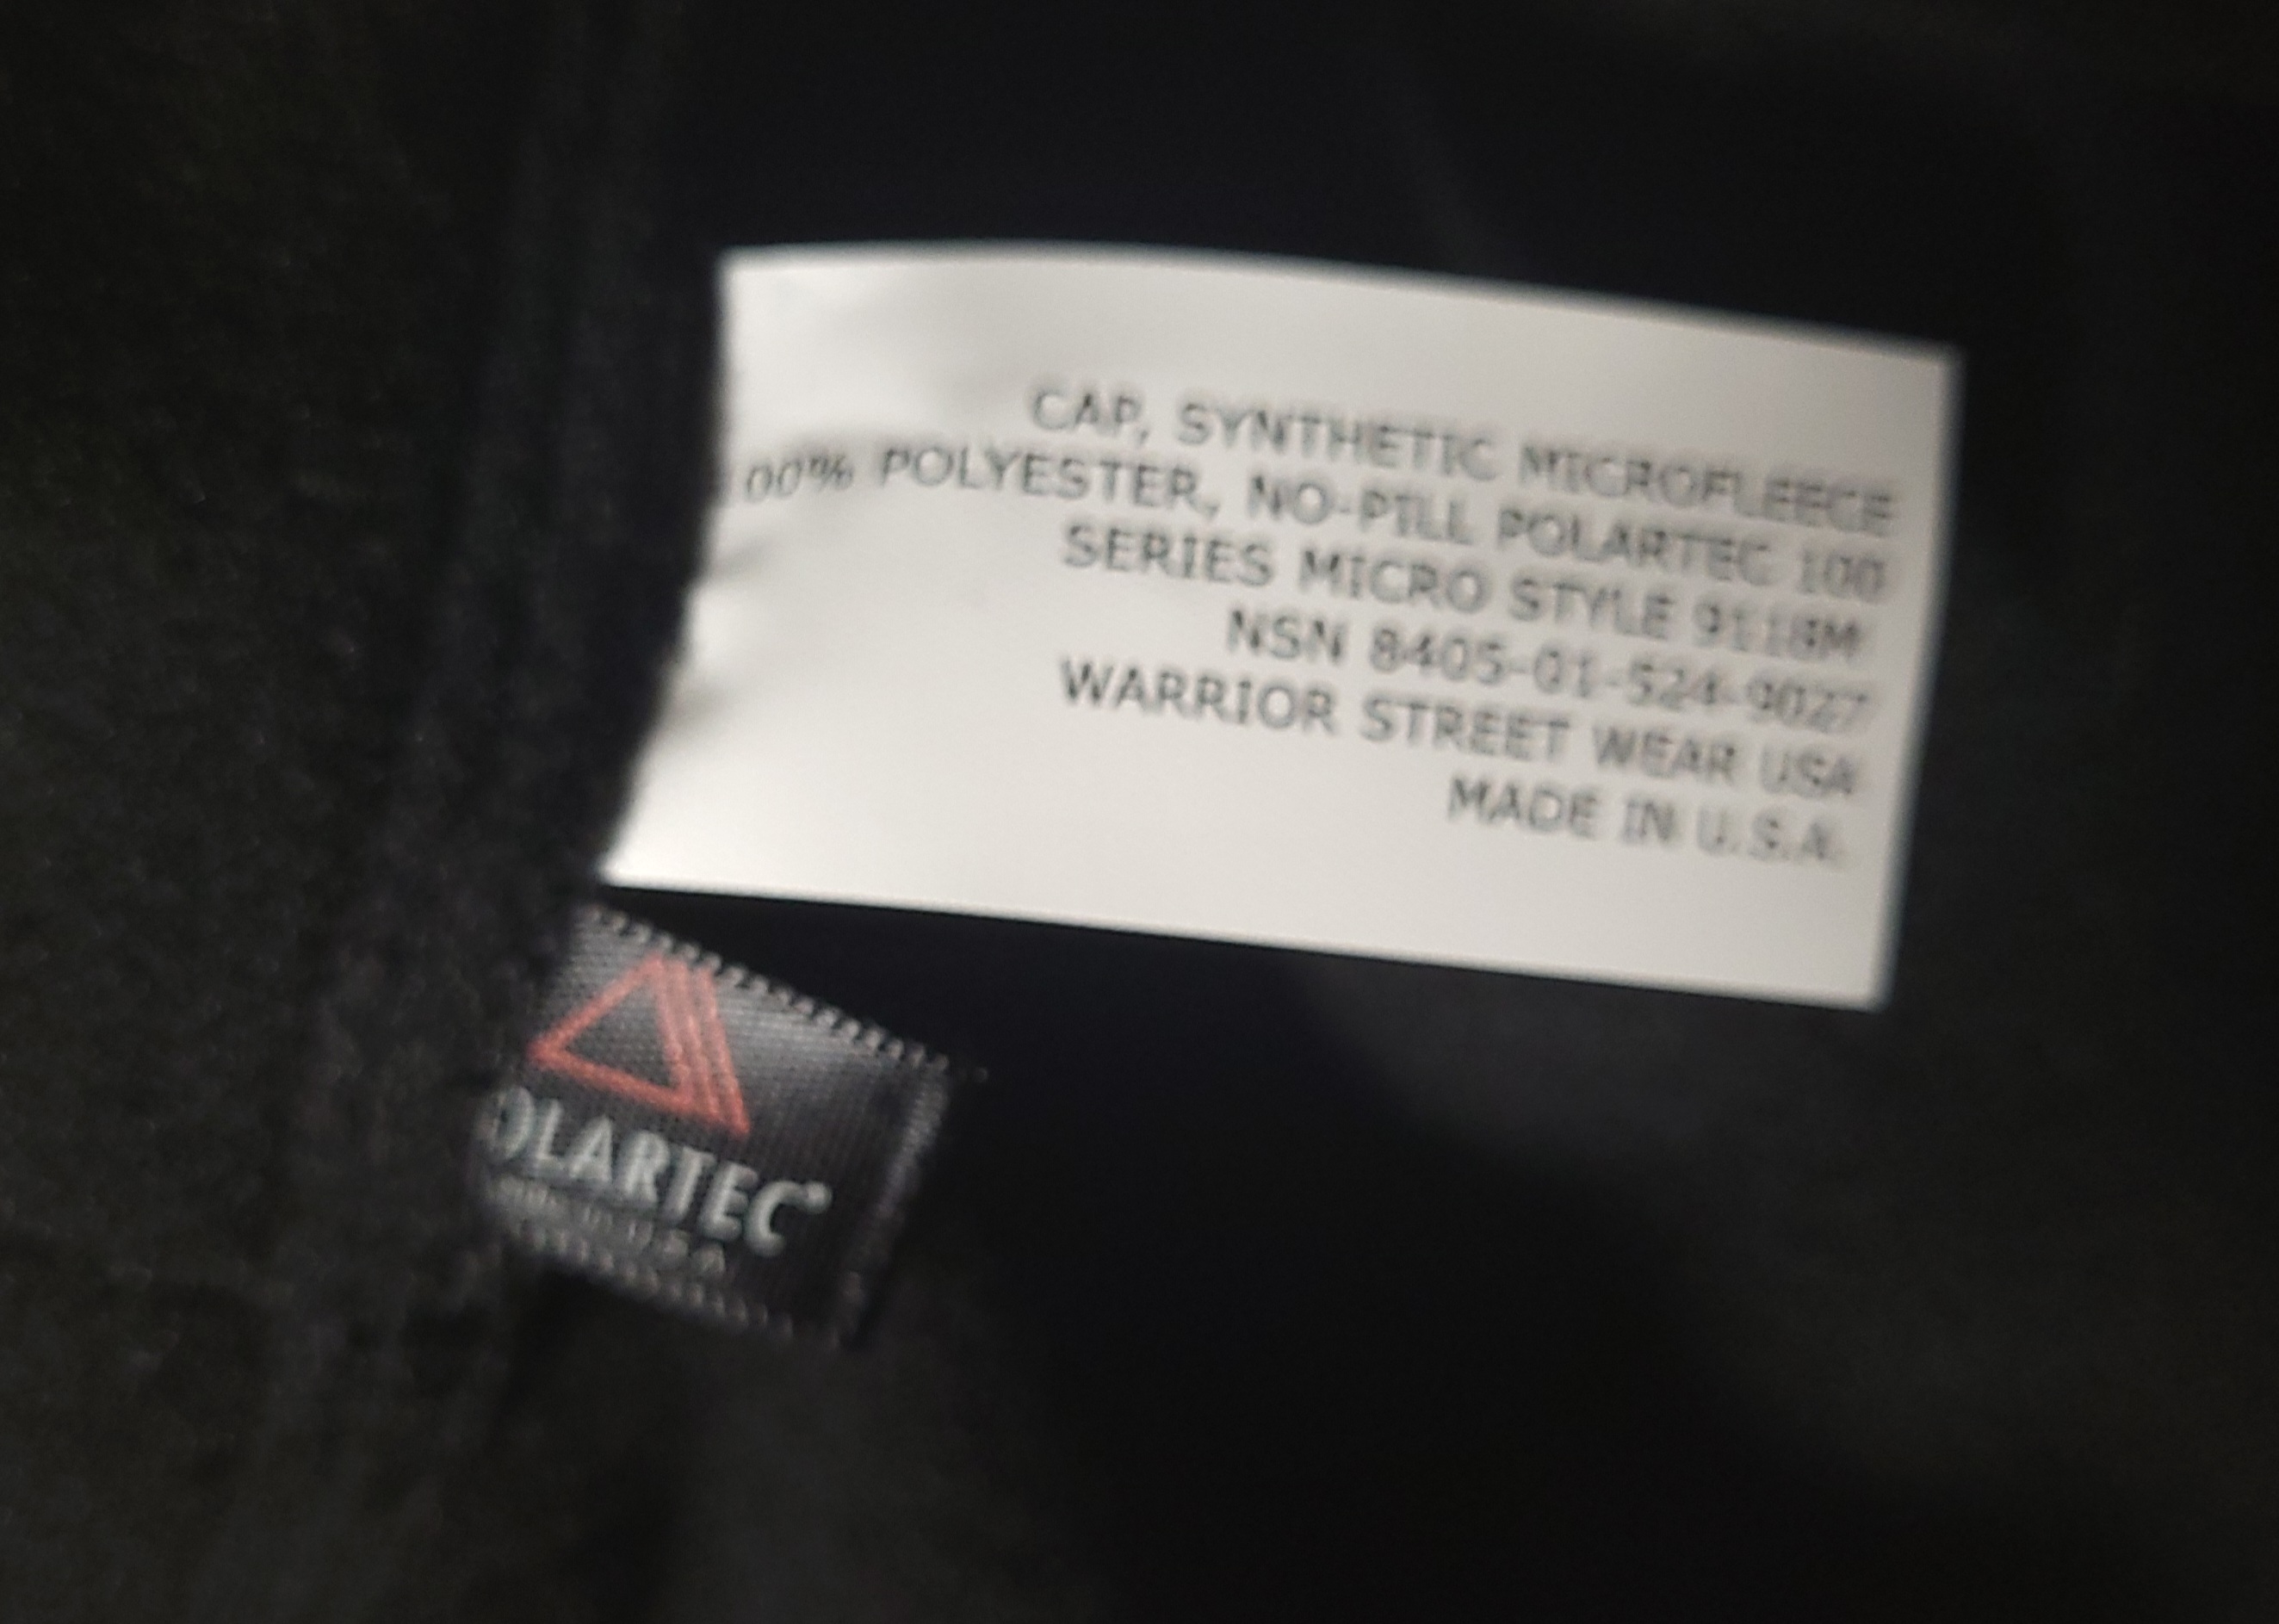 CAP, SYNTHETIC MICROFLEECE
00% POLYESTER, NO-PILL POLARTEC 100
SERIES MICRO STYLE 9118M
NSN 8405-01-524-9027
WARRIOR STREET WEAR USA
MADE IN U.S.A.
OLARTEC®
U.S.A